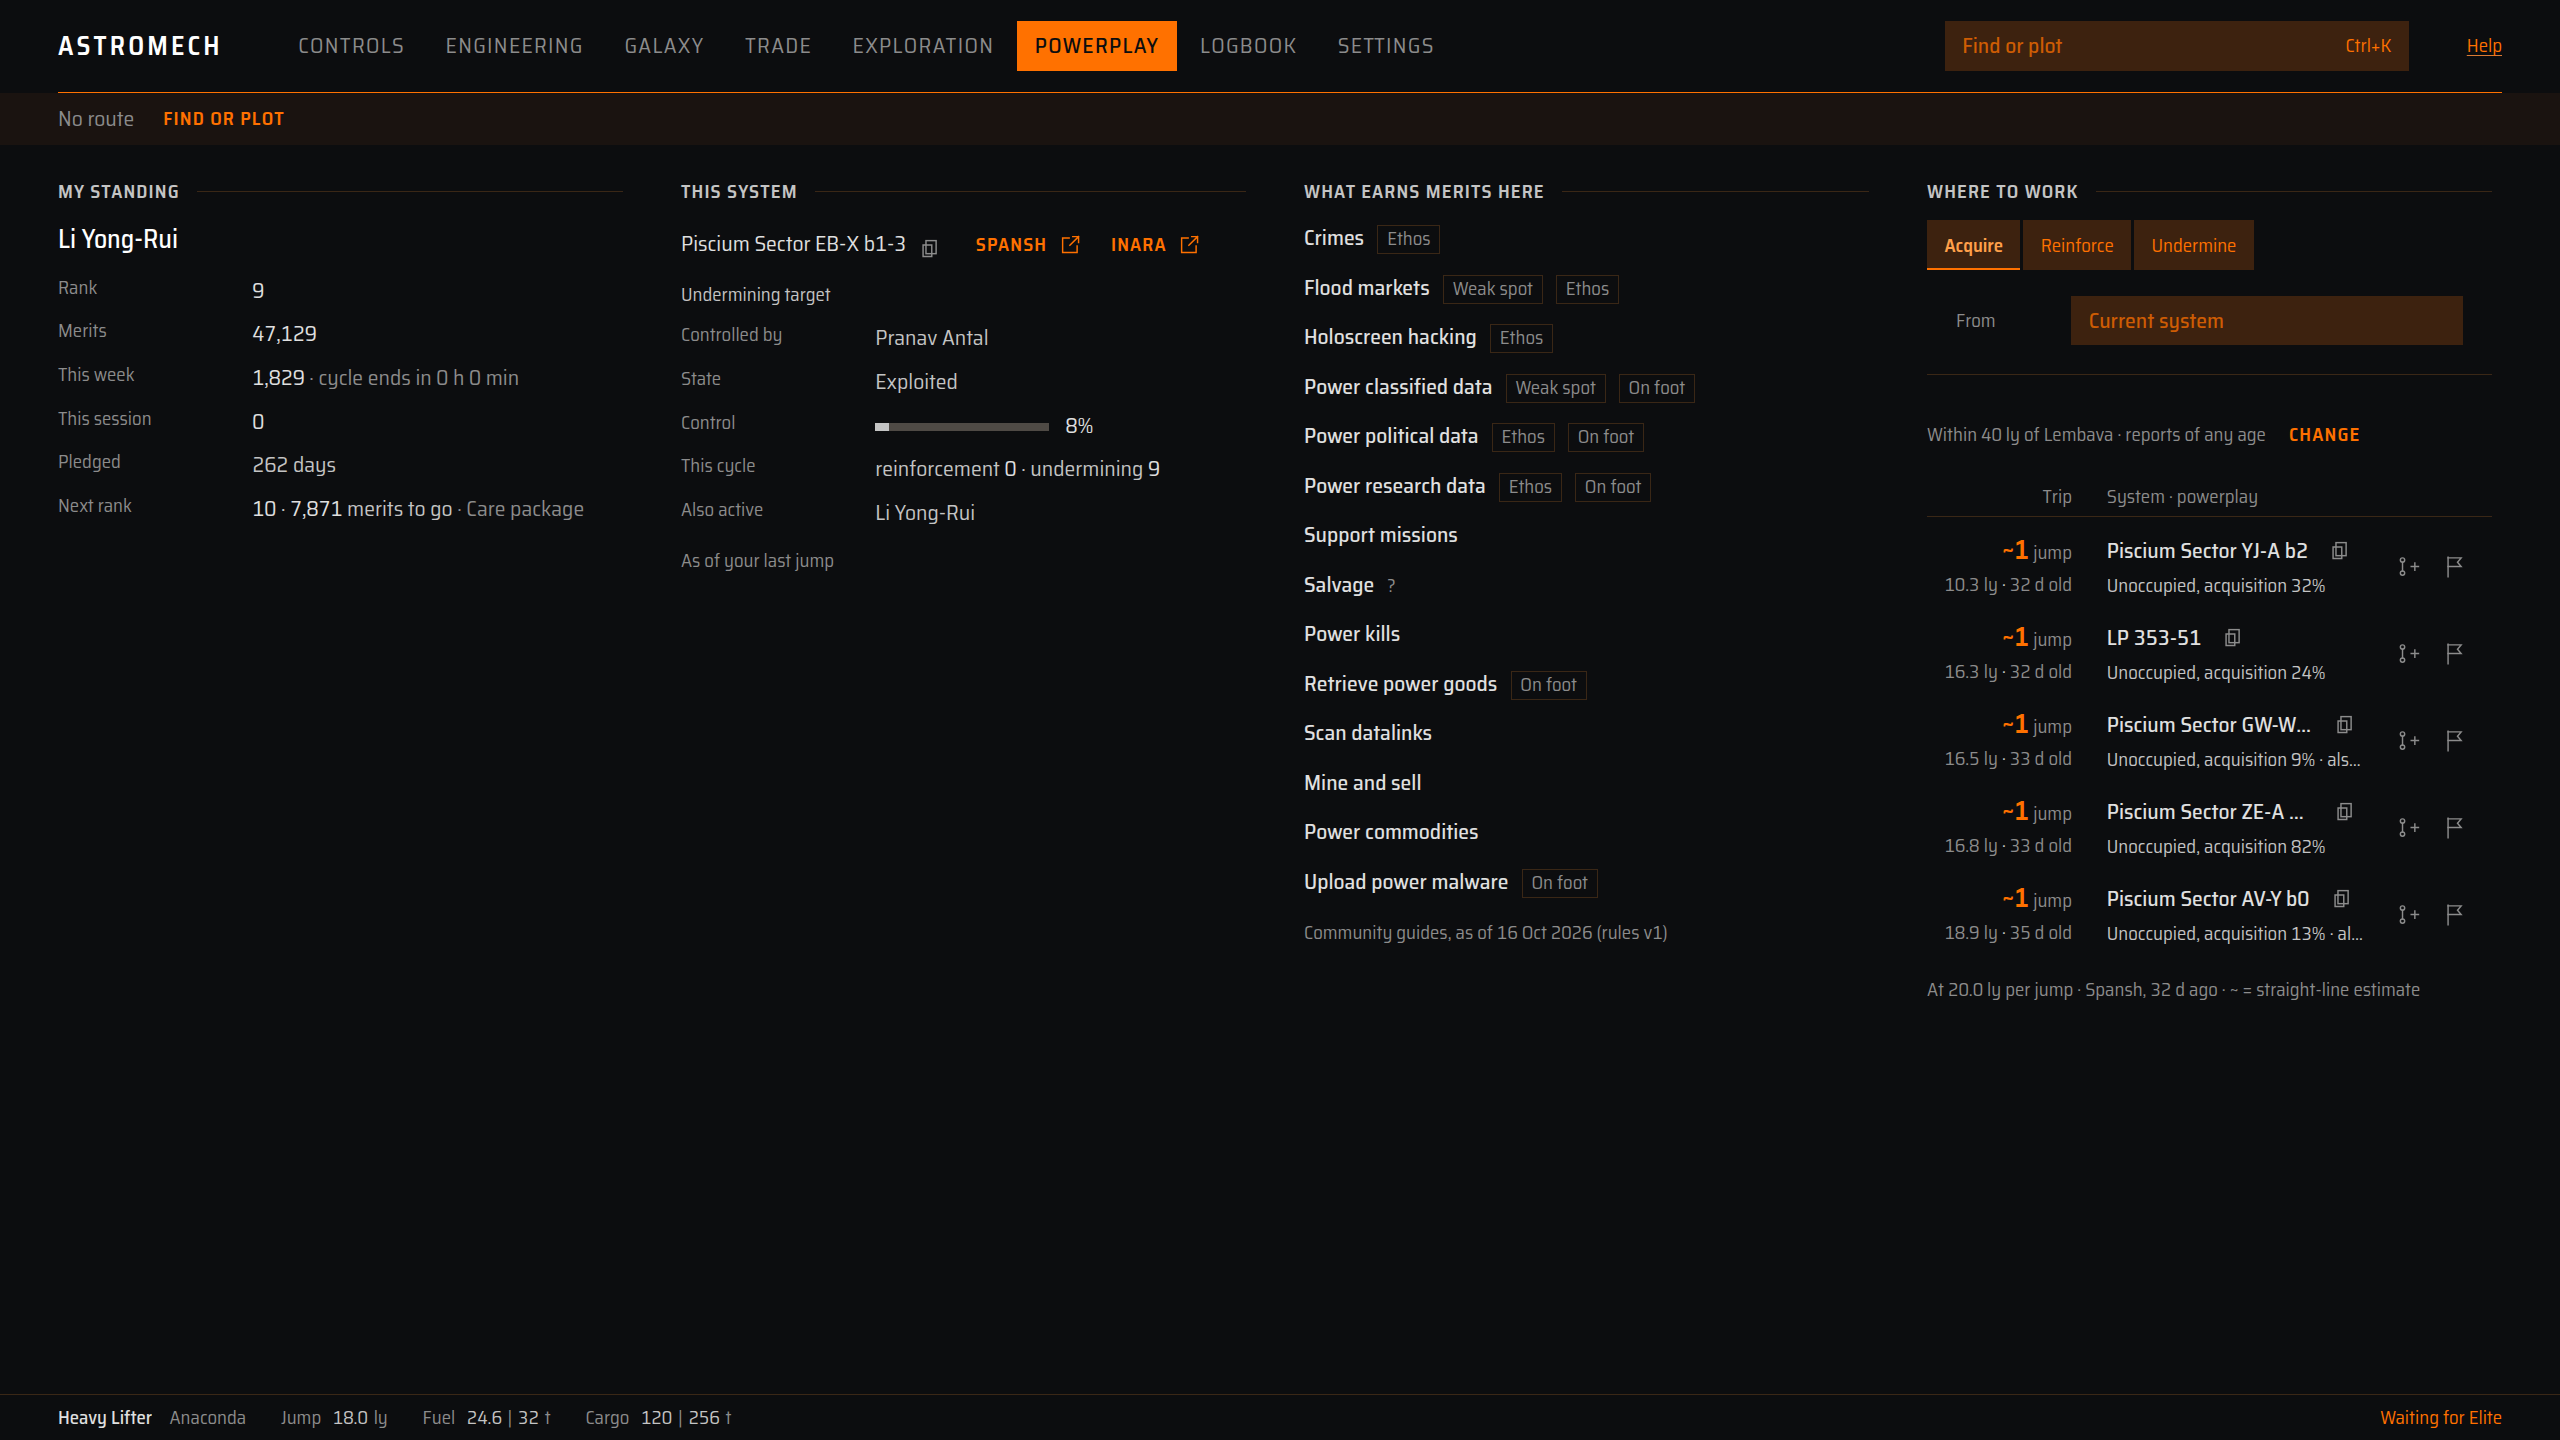 ASTROMECH CONTROLS ENGINEERING GALAXY TRADE EXPLORATION POWERPLAY LOGBOOK SETTINGS Find or plot Ctrl+K Help
No route FIND OR PLOT
MY STANDING
Li Yong-Rui
Rank 9
Merits 47,129
This week 1,829 · cycle ends in 0 h 0 min
This session 0
Pledged 262 days
Next rank 10 · 7,871 merits to go · Care package
THIS SYSTEM
Piscium Sector EB-X b1-3 SPANSH INARA
Undermining target
Controlled by Pranav Antal
State Exploited
Control 8%
This cycle reinforcement 0 · undermining 9
Also active Li Yong-Rui
As of your last jump
WHAT EARNS MERITS HERE
Crimes Ethos
Flood markets Weak spot Ethos
Holoscreen hacking Ethos
Power classified data Weak spot On foot
Power political data Ethos On foot
Power research data Ethos On foot
Support missions
Salvage ?
Power kills
Retrieve power goods On foot
Scan datalinks
Mine and sell
Power commodities
Upload power malware On foot
Community guides, as of 16 Oct 2026 (rules v1)
WHERE TO WORK
Acquire Reinforce Undermine
From Current system
Within 40 ly of Lembava · reports of any age CHANGE
Trip System · powerplay
~1 jump Piscium Sector YJ-A b2
10.3 ly · 32 d old Unoccupied, acquisition 32%
~1 jump LP 353-51
16.3 ly · 32 d old Unoccupied, acquisition 24%
~1 jump Piscium Sector GW-W...
16.5 ly · 33 d old Unoccupied, acquisition 9% · als...
~1 jump Piscium Sector ZE-A ...
16.8 ly · 33 d old Unoccupied, acquisition 82%
~1 jump Piscium Sector AV-Y b0
18.9 ly · 35 d old Unoccupied, acquisition 13% · al...
At 20.0 ly per jump · Spansh, 32 d ago · ~ = straight-line estimate
Heavy Lifter Anaconda Jump 18.0 ly Fuel 24.6 | 32 t Cargo 120 | 256 t Waiting for Elite